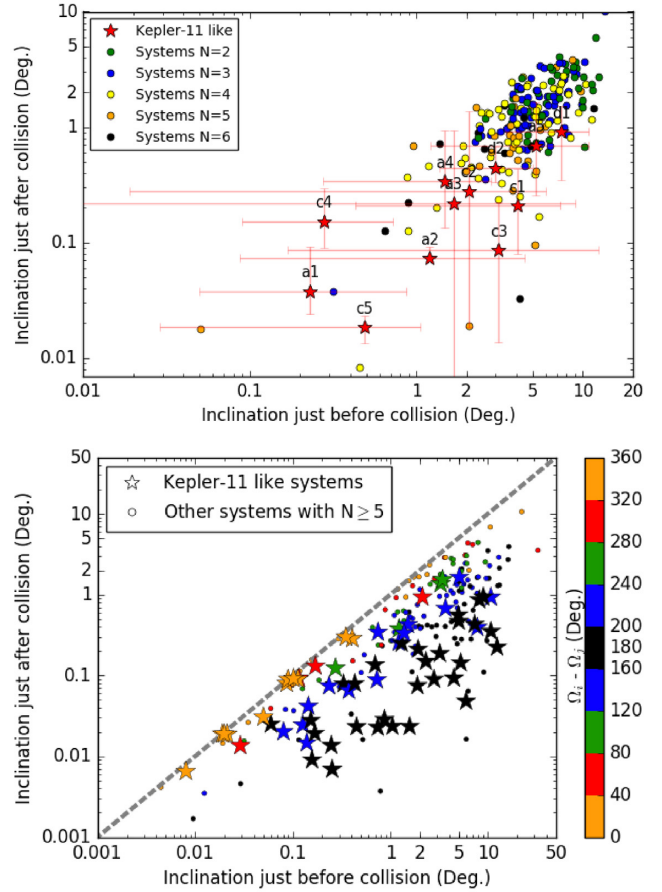 10
5
2
1
0.1
0.01
Inclination just after collision (Deg.)
Kepler-11 like
Systems N=2
Systems N=3
Systems N=4
Systems N=5
Systems N=6
d1
d2
a4
c2
a3
c1
c4
a2
c3
a1
c5
0.01
0.1
1
2
5
10
20
Inclination just before collision (Deg.)
50
10
5
2
1
0.1
0.01
0.001
Inclination just after collision (Deg.)
Kepler-11 like systems
Other systems with N ≥ 5
0.001
0.01
0.1
1
2
5
10
50
Inclination just before collision (Deg.)
360
320
280
240
200
160
120
80
40
0
Ωi - Ωj (Deg.)